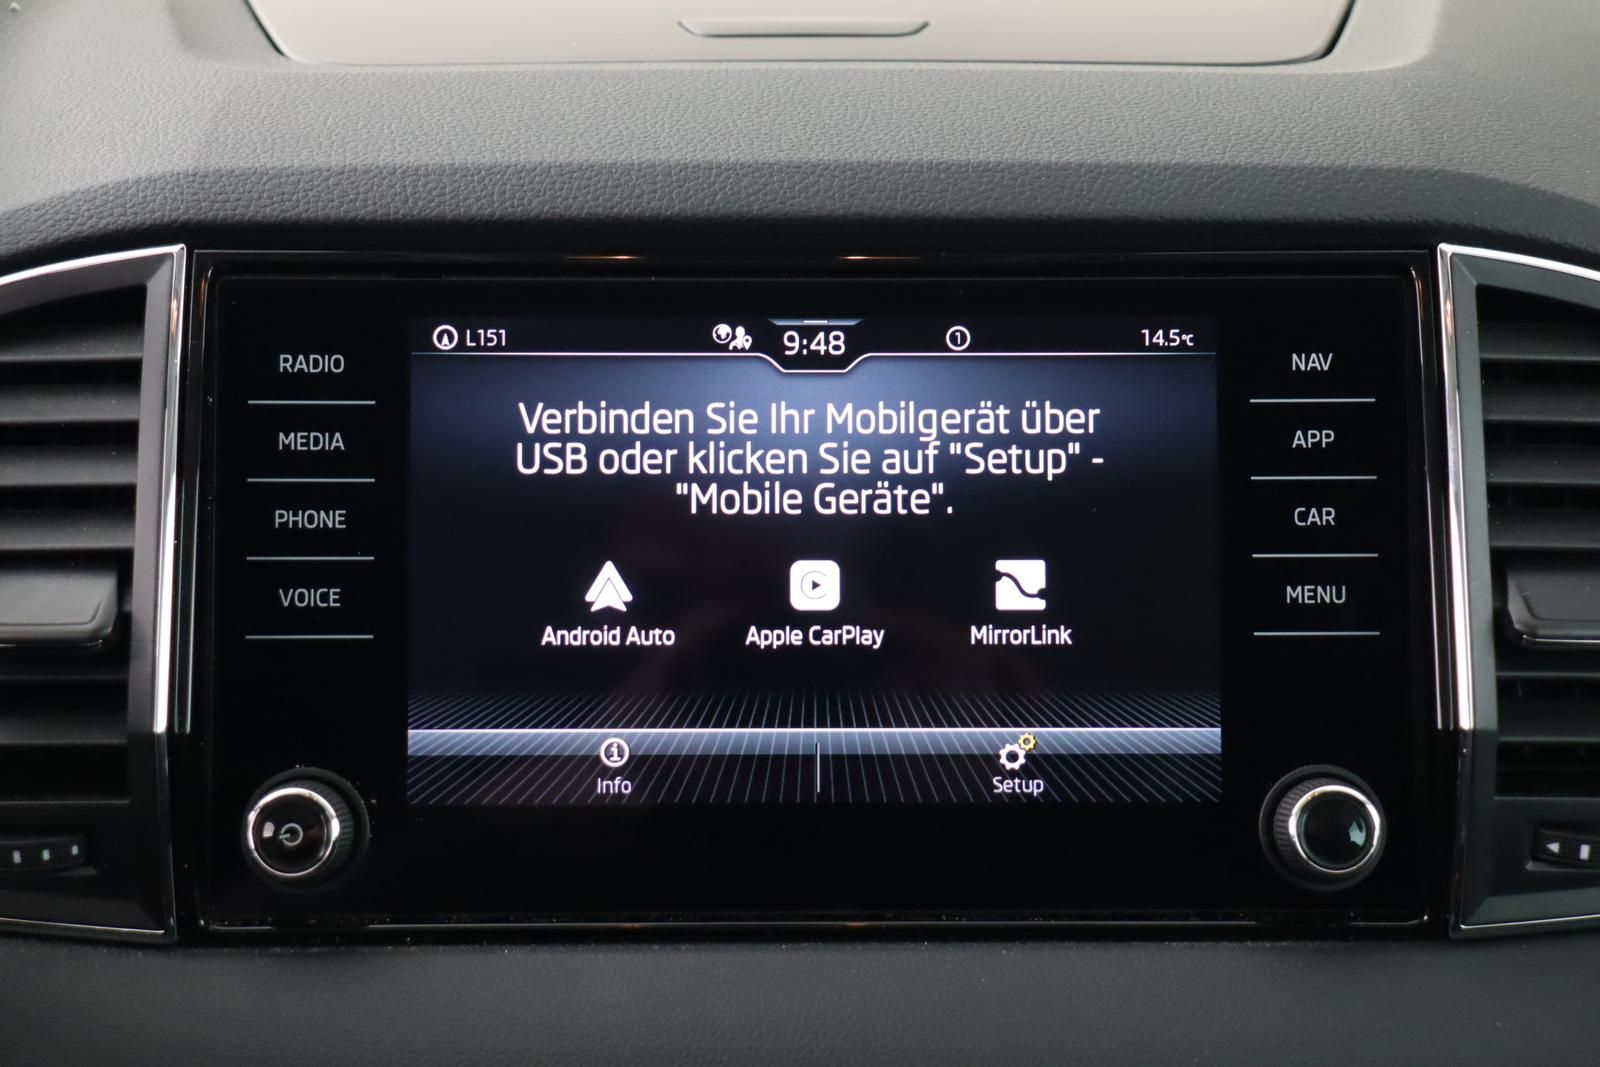 L151
9:48
1
14.5°C
RADIO
MEDIA
PHONE
VOICE
Verbinden Sie Ihr Mobilgerät über
USB oder klicken Sie auf "Setup" -
"Mobile Geräte".
Android Auto
Apple CarPlay
MirrorLink
Info
Setup
NAV
APP
CAR
MENU